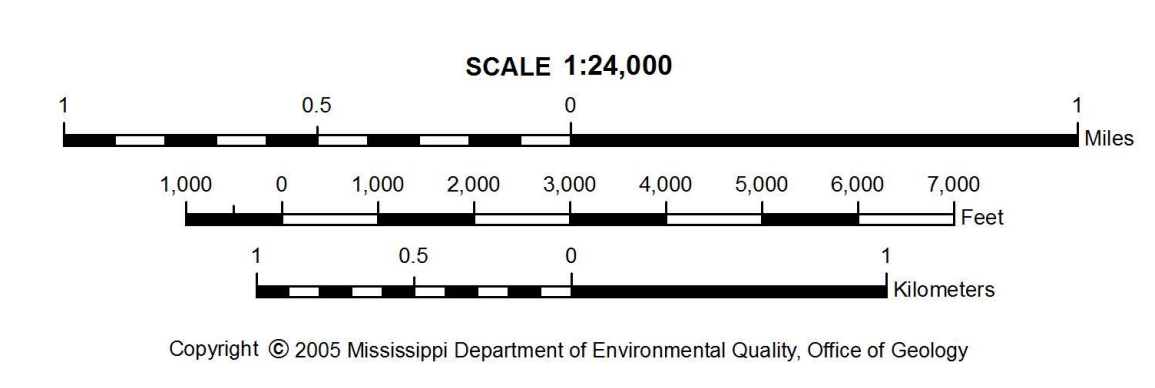 SCALE 1:24,000
1 0.5 0 1
Miles
1,000 0 1,000 2,000 3,000 4,000 5,000 6,000 7,000
Feet
1 0.5 0 1
Kilometers
Copyright © 2005 Mississippi Department of Environmental Quality, Office of Geology